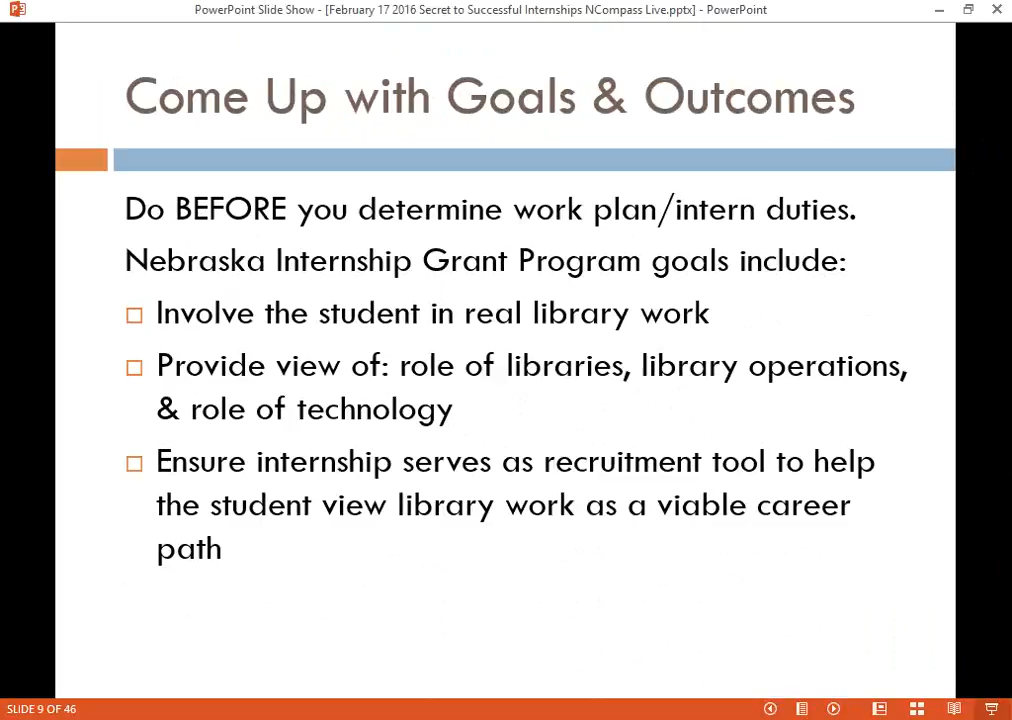 PowerPoint Slide Show - [February 17 2016 Secret to Successful Internships NCompass Live.pptx] - PowerPoint
Come Up with Goals & Outcomes
Do BEFORE you determine work plan/intern duties.
Nebraska Internship Grant Program goals include:
Involve the student in real library work
Provide view of: role of libraries, library operations,
& role of technology
Ensure internship serves as recruitment tool to help
the student view library work as a viable career
path
SLIDE 9 OF 46